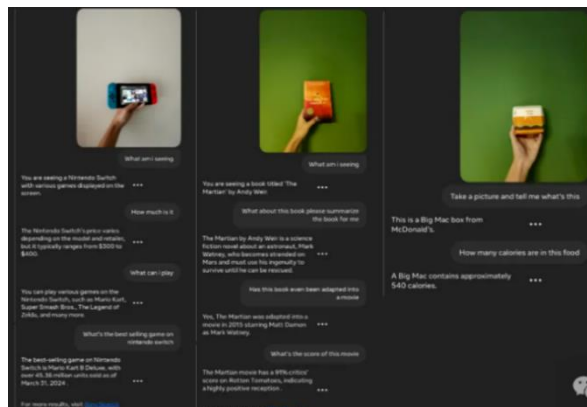 What am i seeing
You are seeing a Nintendo Switch
with various games displayed on the
screen.
How much is it
The Nintendo Switch's price varies
depending on the model and retailer,
but it typically ranges from $300 to
$400.
What can i play
You can play various games on the
Nintendo Switch, such as Mario Kart,
Super Smash Bros., The Legend of
Zelda, and many more.
What's the best selling game on
nintendo switch
The best-selling game on Nintendo
Switch is Mario Kart 8 Deluxe, with
over 45.36 million units sold as of
March 31, 2024
For more results, visit
What am i seeing
You are seeing a book titled 'The
Martian' by Andy Weir.
What about this book please summarize
the book for me
The Martian by Andy Weir is a science
fiction novel about an astronaut, Mark
Watney, who becomes stranded on
Mars and must use his ingenuity to
survive until he can be rescued.
Has this book even been adapted into
a movie
Yes, The Martian was adapted into a
movie in 2015 starring Matt Damon
as Mark Watney.
What's the score of this movie
The Martian movie has a 91% critics'
score on Rotten Tomatoes, indicating
a highly positive reception.
Take a picture and tell me what's this
This is a Big Mac box from
McDonald's.
How many calories are in this food
A Big Mac contains approximately
540 calories.